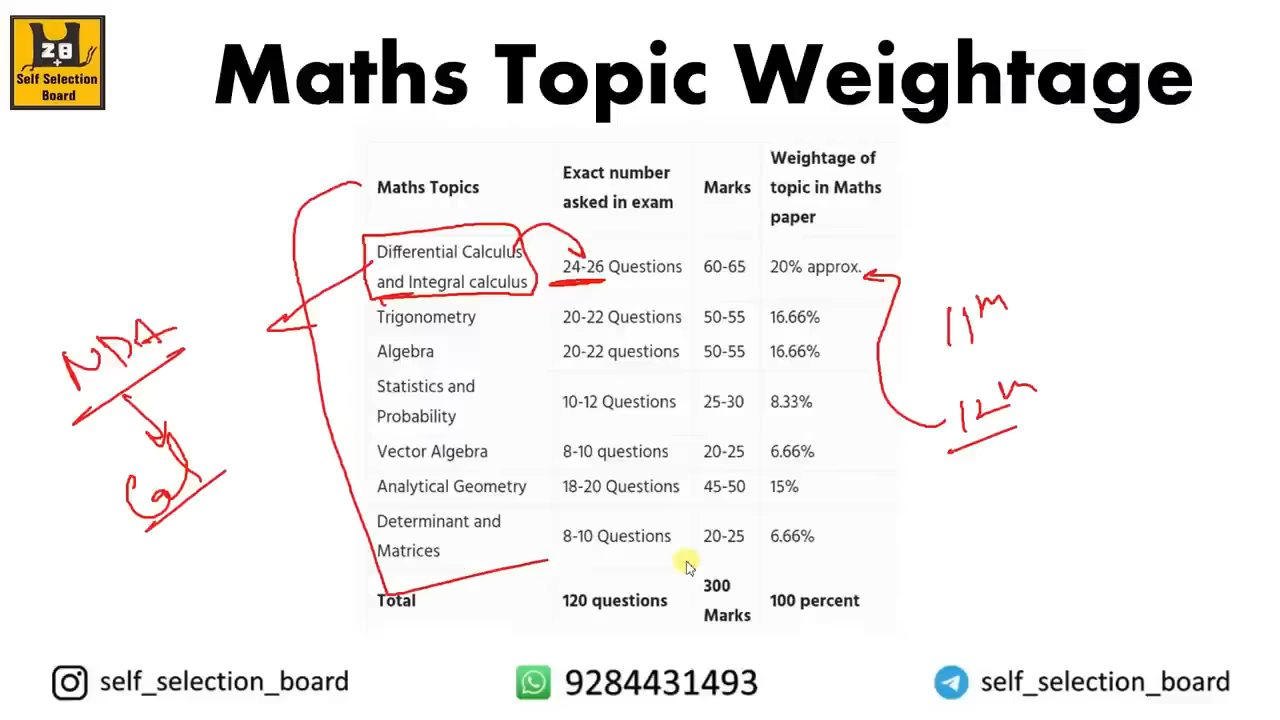 28
+
Self Selection
Board
Maths Topic Weightage
Maths Topics
Exact number
asked in exam
Marks
Weightage of
topic in Maths
paper
Differential Calculus
and Integral calculus
24-26 Questions
60-65
20% approx.
Trigonometry
20-22 Questions
50-55
16.66%
Algebra
20-22 questions
50-55
16.66%
Statistics and
Probability
10-12 Questions
25-30
8.33%
Vector Algebra
8-10 questions
20-25
6.66%
Analytical Geometry
18-20 Questions
45-50
15%
Determinant and
Matrices
8-10 Questions
20-25
6.66%
Total
120 questions
300
Marks
100 percent
NDA
Cal
11m
12m
self_selection_board
9284431493
self_selection_board